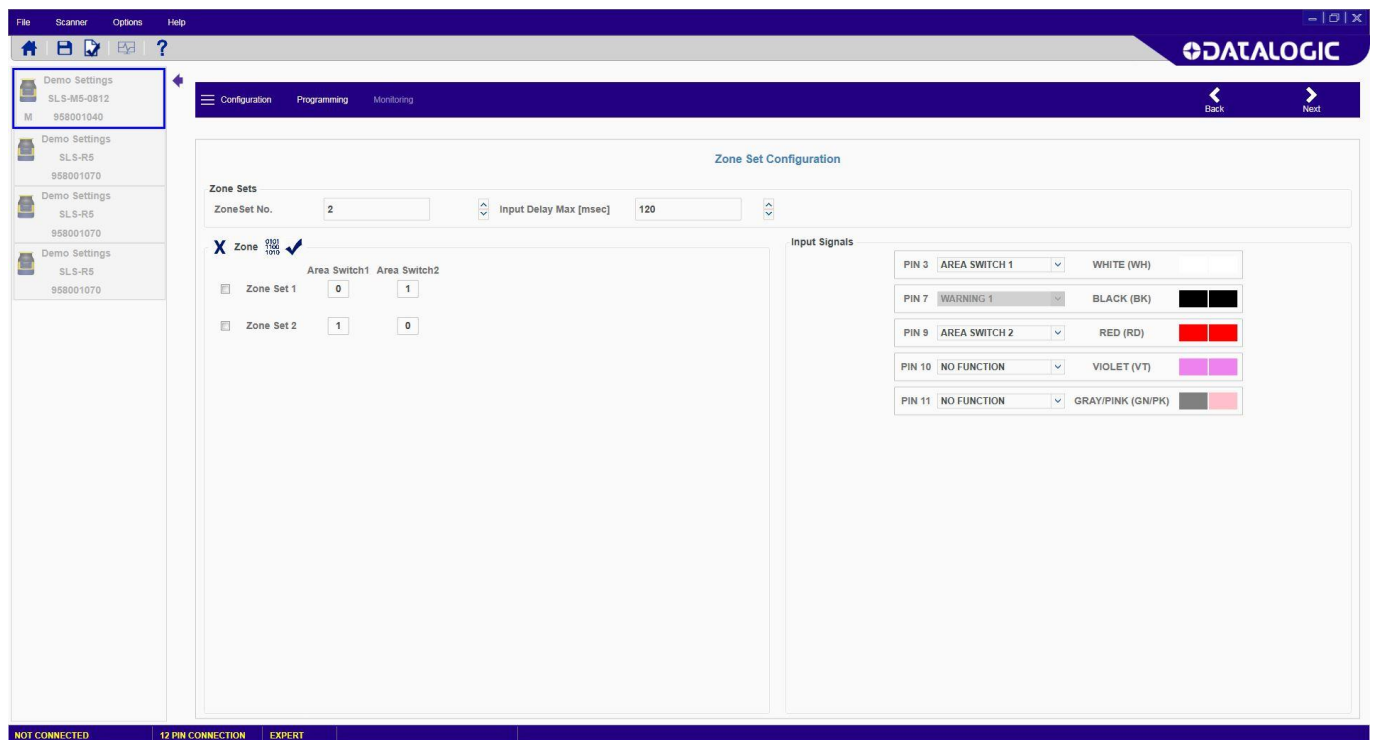 File Scanner Options Help
?
DATALOGIC
Demo Settings
SLS-M5-0812
M 958001040
Demo Settings
SLS-R5
958001070
Demo Settings
SLS-R5
958001070
Demo Settings
SLS-R5
958001070
Configuration Programming Monitoring Back Next
Zone Set Configuration
Zone Sets
ZoneSet No. 2 Input Delay Max [msec] 120
X Zone 0101 1100 1010
Area Switch1 Area Switch2
Zone Set 1 0 1
Zone Set 2 1 0
Input Signals
PIN 3 AREA SWITCH 1 WHITE (WH)
PIN 7 WARNING 1 BLACK (BK)
PIN 9 AREA SWITCH 2 RED (RD)
PIN 10 NO FUNCTION VIOLET (VT)
PIN 11 NO FUNCTION GRAY/PINK (GN/PK)
NOT CONNECTED 12 PIN CONNECTION EXPERT